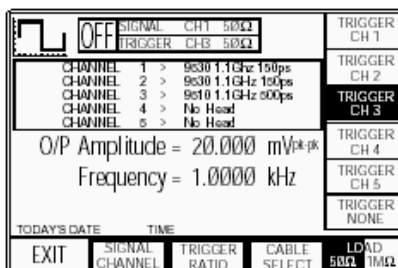 OFF SIGNAL CH1 50Ω
TRIGGER CH3 50Ω
CHANNEL 1 > 9530 1.1GHz 150ps
CHANNEL 2 > 9530 1.1GHz 150ps
CHANNEL 3 > 9510 1.1GHz 500ps
CHANNEL 4 > No Head
CHANNEL 5 > No Head
O/P Amplitude = 20.000 mVpk-pk
Frequency = 1.0000 kHz
TODAY'S DATE TIME
TRIGGER
CH 1
TRIGGER
CH 2
TRIGGER
CH 3
TRIGGER
CH 4
TRIGGER
CH 5
TRIGGER
NONE
EXIT
SIGNAL
CHANNEL
TRIGGER
RATIO
CABLE
SELECT
LOAD
50Ω 1MΩ